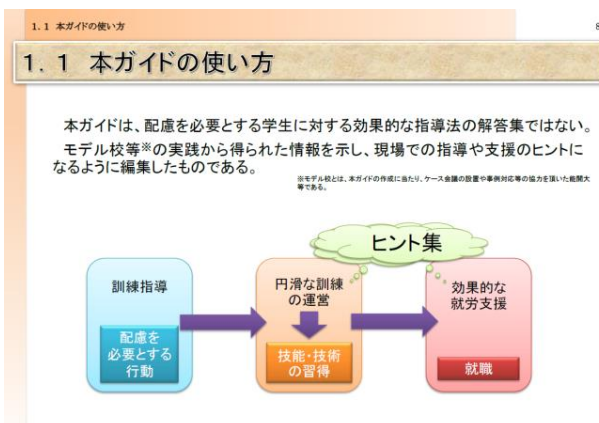 1.1 本ガイドの使い方
8
1．1 本ガイドの使い方
本ガイドは、配慮を必要とする学生に対する効果的な指導法の解答集ではない。
モデル校等※の実践から得られた情報を示し、現場での指導や支援のヒントに
なるように編集したものである。
※モデル校とは、本ガイドの作成に当たり、ケース会議の設置や事例対応等の協力を頂いた能開大
等である。
ヒント集
訓練指導
配慮を
必要とする
行動
円滑な訓練
の運営
技能・技術
の習得
効果的な
就労支援
就職